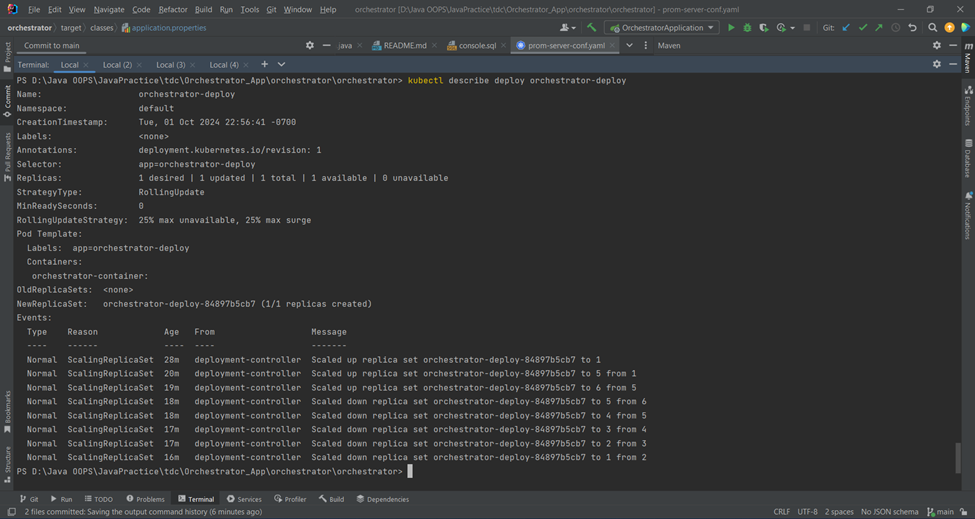 File Edit View Navigate Code Refactor Build Run Tools Git Window Help orchestrator [D:\Java OOPS\JavaPractice\tdc\Orchestrator_App\orchestrator\orchestrator] - prom-server-conf.yaml
orchestrator target classes application.properties OrchestratorApplication Git:
Commit to main .java README.md console.sql prom-server-conf.yaml Maven
Terminal: Local Local (2) Local (3) Local (4)
PS D:\Java OOPS\JavaPractice\tdc\Orchestrator_App\orchestrator\orchestrator> kubectl describe deploy orchestrator-deploy
Name: orchestrator-deploy
Namespace: default
CreationTimestamp: Tue, 01 Oct 2024 22:56:41 -0700
Labels: <none>
Annotations: deployment.kubernetes.io/revision: 1
Selector: app=orchestrator-deploy
Replicas: 1 desired | 1 updated | 1 total | 1 available | 0 unavailable
StrategyType: RollingUpdate
MinReadySeconds: 0
RollingUpdateStrategy: 25% max unavailable, 25% max surge
Pod Template:
Labels: app=orchestrator-deploy
Containers:
orchestrator-container:
OldReplicaSets: <none>
NewReplicaSet: orchestrator-deploy-84897b5cb7 (1/1 replicas created)
Events:
Type Reason Age From Message
---- ------ ---- ---- -------
Normal ScalingReplicaSet 28m deployment-controller Scaled up replica set orchestrator-deploy-84897b5cb7 to 1
Normal ScalingReplicaSet 20m deployment-controller Scaled up replica set orchestrator-deploy-84897b5cb7 to 5 from 1
Normal ScalingReplicaSet 19m deployment-controller Scaled up replica set orchestrator-deploy-84897b5cb7 to 6 from 5
Normal ScalingReplicaSet 18m deployment-controller Scaled down replica set orchestrator-deploy-84897b5cb7 to 5 from 6
Normal ScalingReplicaSet 18m deployment-controller Scaled down replica set orchestrator-deploy-84897b5cb7 to 4 from 5
Normal ScalingReplicaSet 17m deployment-controller Scaled down replica set orchestrator-deploy-84897b5cb7 to 3 from 4
Normal ScalingReplicaSet 17m deployment-controller Scaled down replica set orchestrator-deploy-84897b5cb7 to 2 from 3
Normal ScalingReplicaSet 16m deployment-controller Scaled down replica set orchestrator-deploy-84897b5cb7 to 1 from 2
PS D:\Java OOPS\JavaPractice\tdc\Orchestrator_App\orchestrator\orchestrator>
Project
Commit
Pull Requests
Bookmarks
Structure
Maven
Endpoints
Database
Notifications
Git Run TODO Problems Terminal Services Profiler Build Dependencies
2 files committed: Saving the output command history (6 minutes ago) CRLF UTF-8 2 spaces No JSON schema main